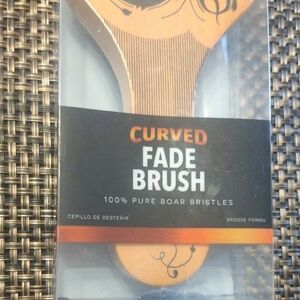 CURVED
FADE
BRUSH
100% PURE BOAR BRISTLES
CEPILLO DE DESTEÑIR
BROSSE FONDU